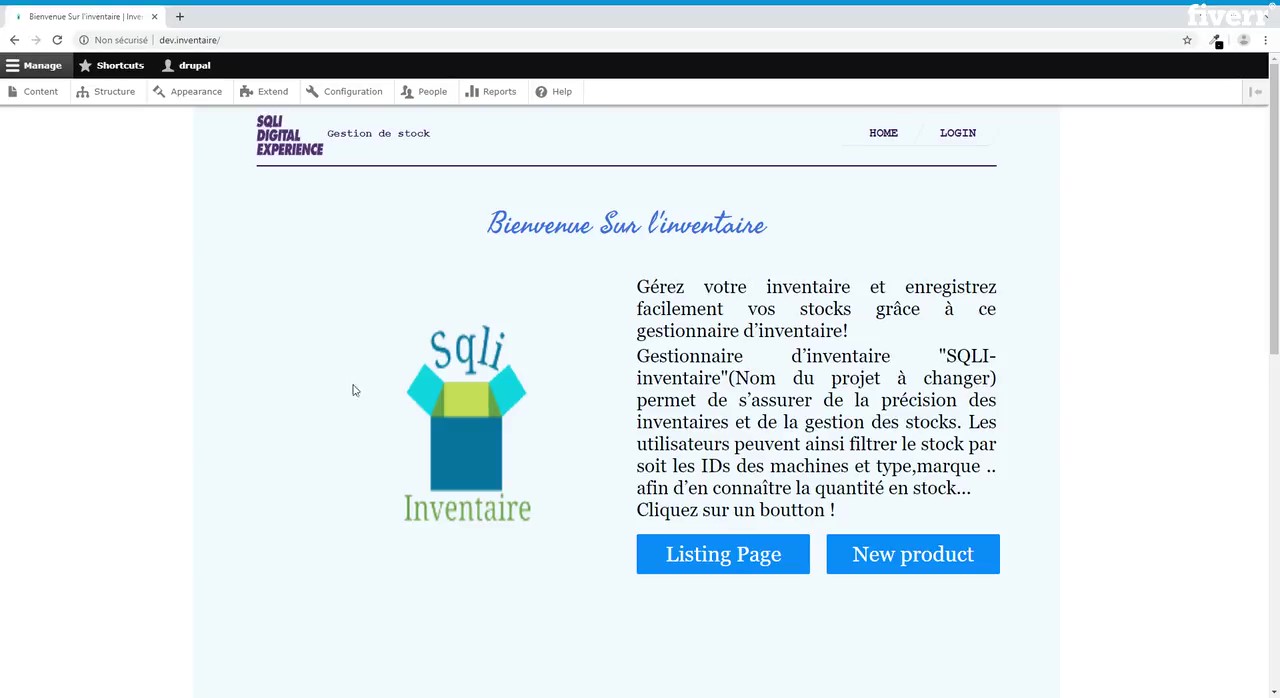 Bienvenue Sur l'inventaire | Inve
fiverr®
Non sécurisé | dev.inventaire/
Manage Shortcuts drupal
Content Structure Appearance Extend Configuration People Reports Help
SQLI
DIGITAL
EXPERIENCE
Gestion de stock
HOME LOGIN
Bienvenue Sur l'inventaire
Sqli
Inventaire
Gérez votre inventaire et enregistrez
facilement vos stocks grâce à ce
gestionnaire d’inventaire!
Gestionnaire d’inventaire "SQLI-
inventaire"(Nom du projet à changer)
permet de s’assurer de la précision des
inventaires et de la gestion des stocks. Les
utilisateurs peuvent ainsi filtrer le stock par
soit les IDs des machines et type,marque ..
afin d’en connaître la quantité en stock...
Cliquez sur un boutton !
Listing Page New product